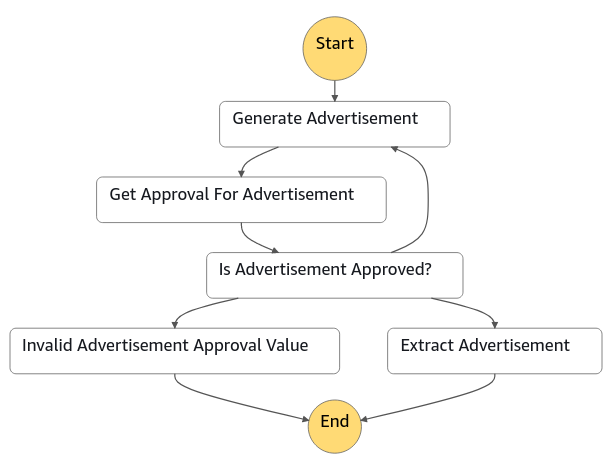 Start
Generate Advertisement
Get Approval For Advertisement
Is Advertisement Approved?
Invalid Advertisement Approval Value
Extract Advertisement
End